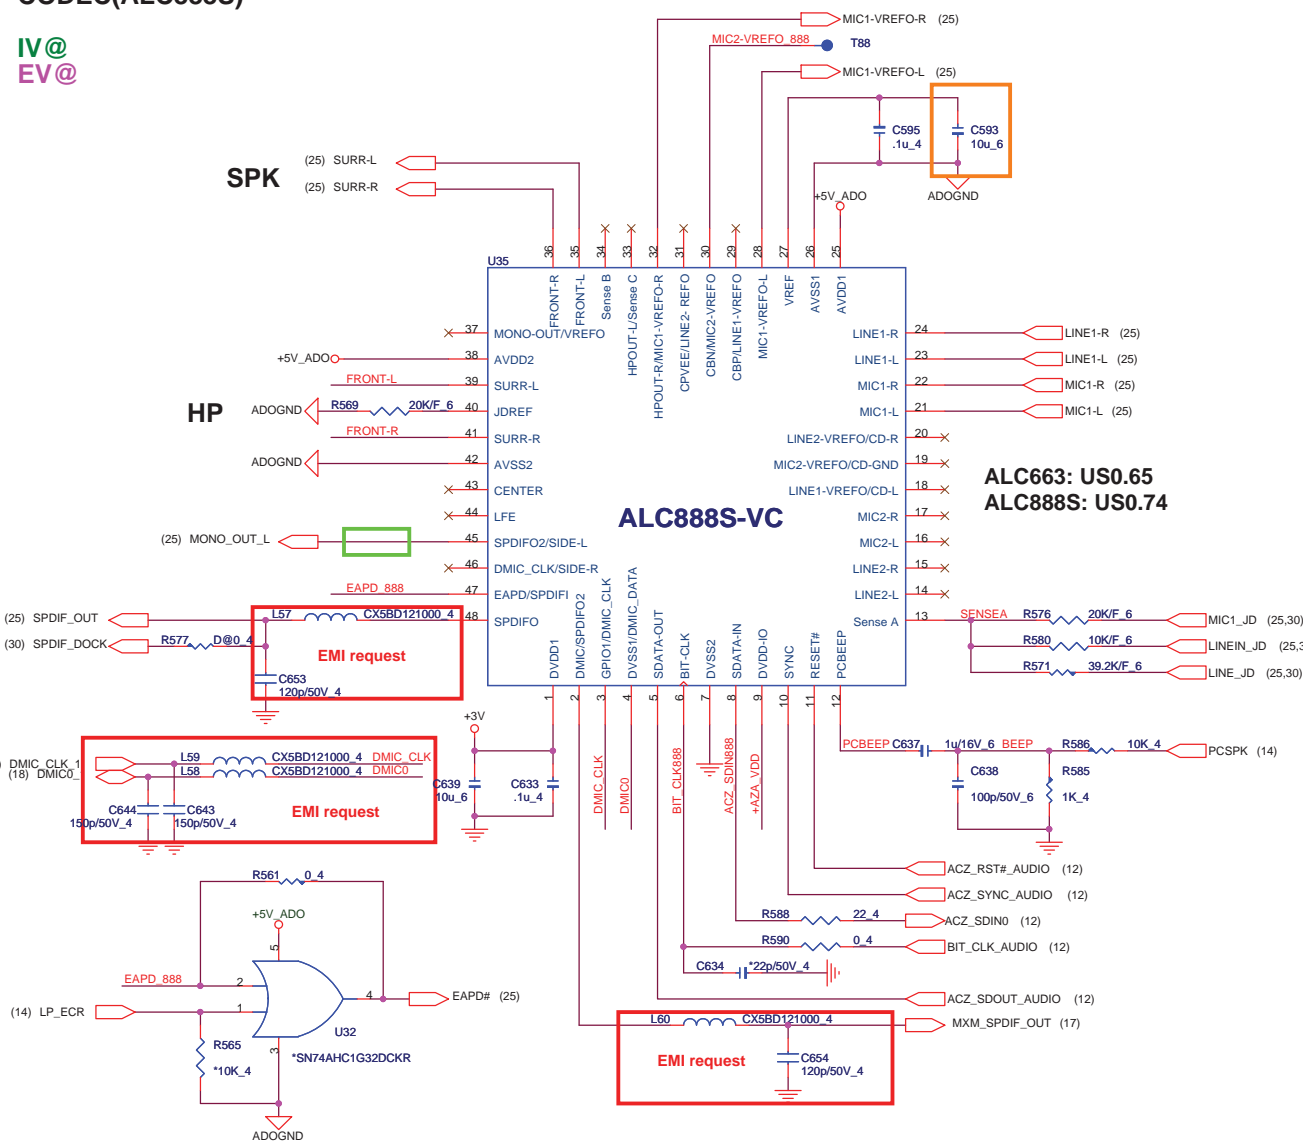 IV@
EV@
MIC1-VREFO-R (25)
MIC2-VREFO_888 T88
MIC1-VREFO-L (25)
C595
.1u_4
C593
10u_6
ADOGND
+5V_ADO
SPK
(25) SURR-L
(25) SURR-R
36 35 34 33 32 31 30 29 28 27 26 25
U35
FRONT-R
FRONT-L
Sense B
HPOUT-L/Sense C
HPOUT-R/MIC1-VREFO-R
CPVEE/LINE2- REFO
CBN/MIC2-VREFO
CBP/LINE1-VREFO
MIC1-VREFO-L
VREF
AVSS1
AVDD1
37 MONO-OUT/VREFO
+5V_ADO 38 AVDD2
FRONT-L 39 SURR-L
HP
ADOGND R569 20K/F_6 40 JDREF
FRONT-R 41 SURR-R
ADOGND 42 AVSS2
43 CENTER
44 LFE
(25) MONO_OUT_L 45 SPDIFO2/SIDE-L
46 DMIC_CLK/SIDE-R
EAPD_888 47 EAPD/SPDIFI
(25) SPDIF_OUT L57 CX5BD121000_4 48 SPDIFO
(30) SPDIF_DOCK R577 D@0_4
EMI request
C653
120p/50V_4
ALC888S-VC
LINE1-R 24 LINE1-R (25)
LINE1-L 23 LINE1-L (25)
MIC1-R 22 MIC1-R (25)
MIC1-L 21 MIC1-L (25)
LINE2-VREFO/CD-R 20
MIC2-VREFO/CD-GND 19
LINE1-VREFO/CD-L 18
MIC2-R 17
MIC2-L 16
LINE2-R 15
LINE2-L 14
Sense A 13
ALC663: US0.65
ALC888S: US0.74
SENSEA R576 20K/F_6 MIC1_JD (25,30)
R580 10K/F_6 LINEIN_JD
R571 39.2K/F_6 LINE_JD (25,30)
DVDD1
DMIC/SPDIFO2
GPIO1/DMIC_CLK
DVSS1/DMIC_DATA
SDATA-OUT
BIT-CLK
DVSS2
SDATA-IN
DVDD-IO
SYNC
RESET#
PCBEEP
1 2 3 4 5 6 7 8 9 10 11 12
+3V
C639
10u_6
C633
.1u_4
DMIC_CLK
DMIC0
BIT_CLK888
ACZ_SDIN888
+AZA_VDD
PCBEEP C637 1u/16V_6 BEEP R586 10K_4 PCSPK (14)
C638
100p/50V_6
R585
1K_4
DMIC_CLK_1 L59 CX5BD121000_4 DMIC_CLK
(18) DMIC0_ L58 CX5BD121000_4 DMIC0
C644
150p/50V_4
C643
150p/50V_4
EMI request
ACZ_RST#_AUDIO (12)
ACZ_SYNC_AUDIO (12)
R588 22_4 ACZ_SDIN0 (12)
R590 0_4 BIT_CLK_AUDIO (12)
C634 *22p/50V_4
ACZ_SDOUT_AUDIO (12)
L60 CX5BD121000_4 MXM_SPDIF_OUT (17)
EMI request
C654
120p/50V_4
R561 0_4
+5V_ADO
5
EAPD_888 2
4 EAPD# (25)
(14) LP_ECR 1
U32
3
*SN74AHC1G32DCKR
R565
*10K_4
ADOGND